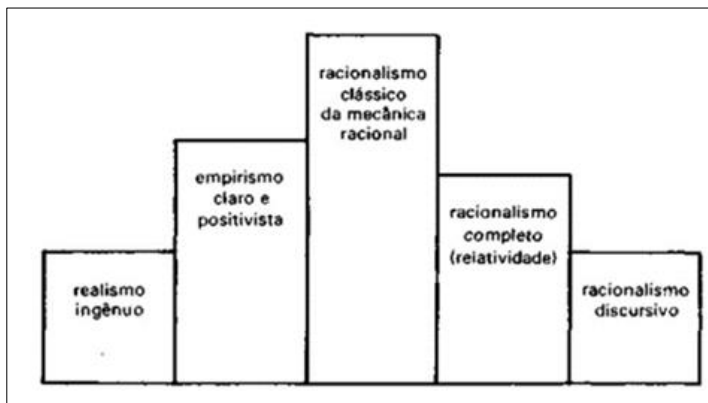 realismo
ingênuo
empirismo
claro e
positivista
racionalismo
clássico
da mecânica
racional
racionalismo
completo
(relatividade)
racionalismo
discursivo